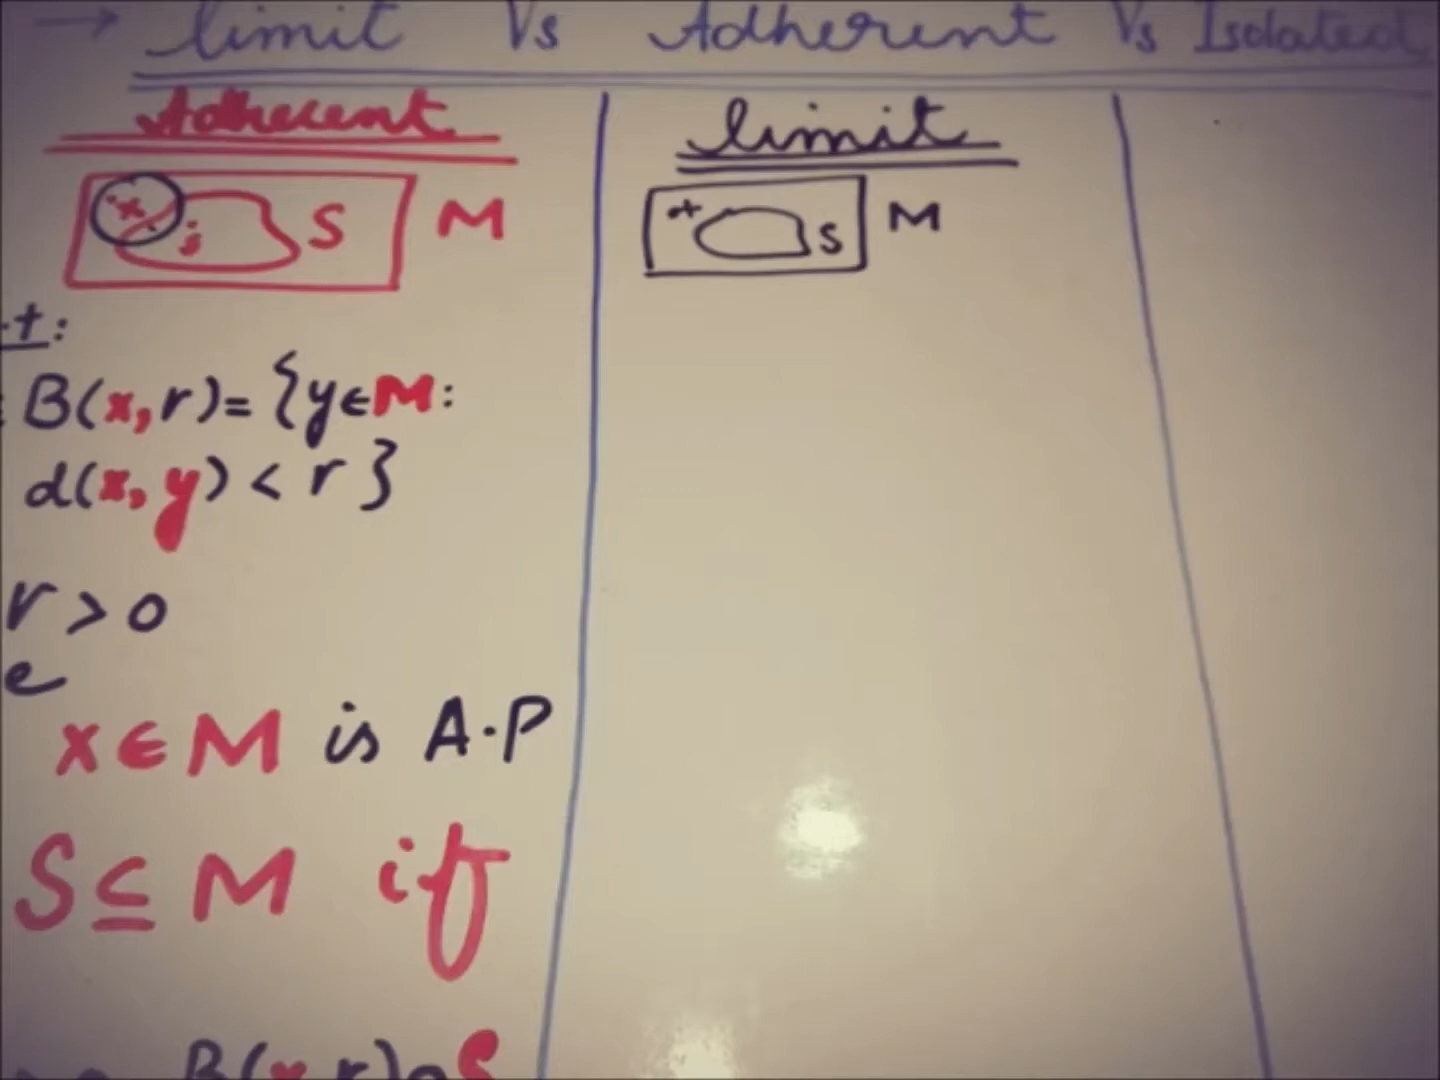 → limit Vs Adherent Vs Isolated
Adherent
x
S
M
t:
B(x,r)= {y∈M:
d(x,y) < r }
r > 0
e
x ∈ M is A.P
S ⊆ M if
B(x,r)∩S
limit
x
S
M